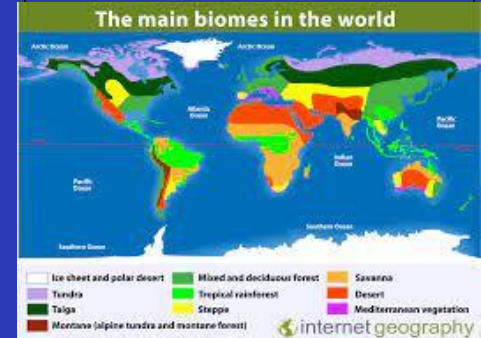 The main biomes in the world
Arctic Ocean
Arctic Ocean
Atlantic Ocean
Pacific Ocean
Indian Ocean
Pacific Ocean
Southern Ocean
Southern Ocean
Ice sheet and polar desert
Mixed and deciduous forest
Savanna
Tundra
Tropical rainforest
Desert
Taiga
Steppe
Mediterranean vegetation
Montane (alpine tundra and montane forest)
internet geography